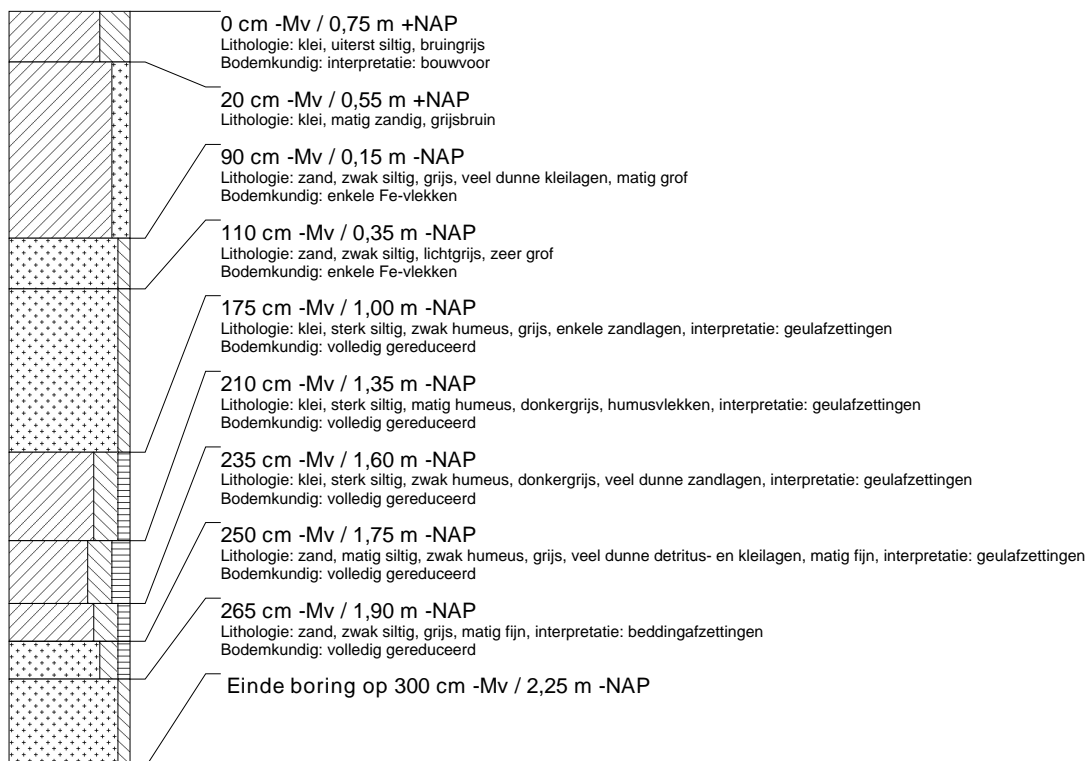 0 cm -Mv / 0,75 m +NAP
Lithologie: klei, uiterst siltig, bruingrijs
Bodemkundig: interpretatie: bouwvoor
20 cm -Mv / 0,55 m +NAP
Lithologie: klei, matig zandig, grijsbruin
90 cm -Mv / 0,15 m -NAP
Lithologie: zand, zwak siltig, grijs, veel dunne kleilagen, matig grof
Bodemkundig: enkele Fe-vlekken
110 cm -Mv / 0,35 m -NAP
Lithologie: zand, zwak siltig, lichtgrijs, zeer grof
Bodemkundig: enkele Fe-vlekken
175 cm -Mv / 1,00 m -NAP
Lithologie: klei, sterk siltig, zwak humeus, grijs, enkele zandlagen, interpretatie: geulafzettingen
Bodemkundig: volledig gereduceerd
210 cm -Mv / 1,35 m -NAP
Lithologie: klei, sterk siltig, matig humeus, donkergrijs, humusvlekken, interpretatie: geulafzettingen
Bodemkundig: volledig gereduceerd
235 cm -Mv / 1,60 m -NAP
Lithologie: klei, sterk siltig, zwak humeus, donkergrijs, veel dunne zandlagen, interpretatie: geulafzettingen
Bodemkundig: volledig gereduceerd
250 cm -Mv / 1,75 m -NAP
Lithologie: zand, matig siltig, zwak humeus, grijs, veel dunne detritus- en kleilagen, matig fijn, interpretatie: geulafzettingen
Bodemkundig: volledig gereduceerd
265 cm -Mv / 1,90 m -NAP
Lithologie: zand, zwak siltig, grijs, matig fijn, interpretatie: beddingafzettingen
Bodemkundig: volledig gereduceerd
Einde boring op 300 cm -Mv / 2,25 m -NAP